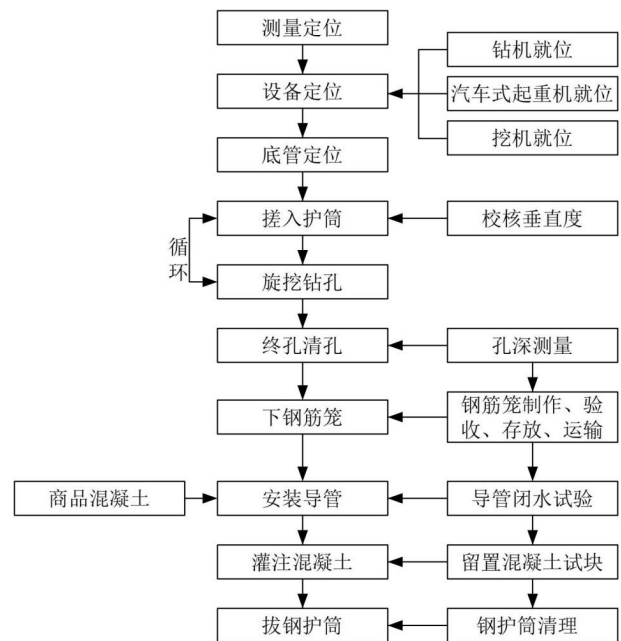 测量定位
钻机就位
设备定位
汽车式起重机就位
挖机就位
底管定位
搓入护筒
校核垂直度
循
环
旋挖钻孔
终孔清孔
孔深测量
下钢筋笼
钢筋笼制作、验
收、存放、运输
商品混凝土
安装导管
导管闭水试验
灌注混凝土
留置混凝土试块
拔钢护筒
钢护筒清理